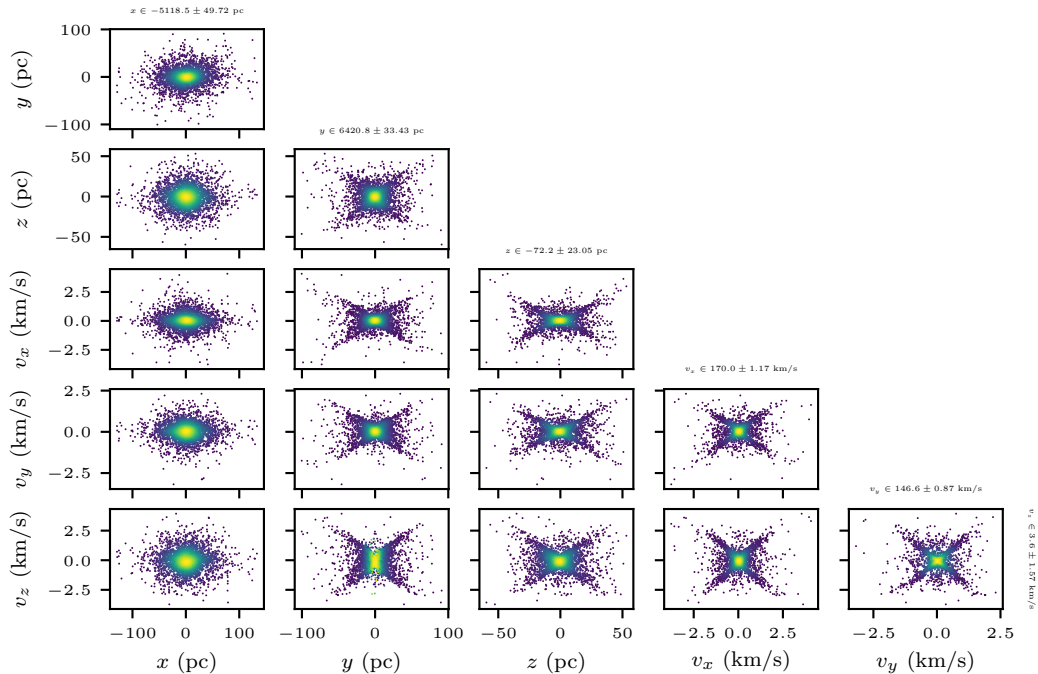 x ∈ −5118.5 ± 49.72 pc
100
0
−100
y (pc)
y ∈ 6420.8 ± 33.43 pc
50
0
−50
z (pc)
z ∈ −72.2 ± 23.05 pc
2.5
0.0
−2.5
v_x (km/s)
v_x ∈ 170.0 ± 1.17 km/s
2.5
0.0
−2.5
v_y (km/s)
v_y ∈ 146.6 ± 0.87 km/s
2.5
0.0
−2.5
v_z (km/s)
v_z ∈ 3.6 ± 1.57 km/s
−100 0 100 −100 0 100 −50 0 50 −2.5 0.0 2.5 −2.5 0.0 2.5
x (pc) y (pc) z (pc) v_x (km/s) v_y (km/s)